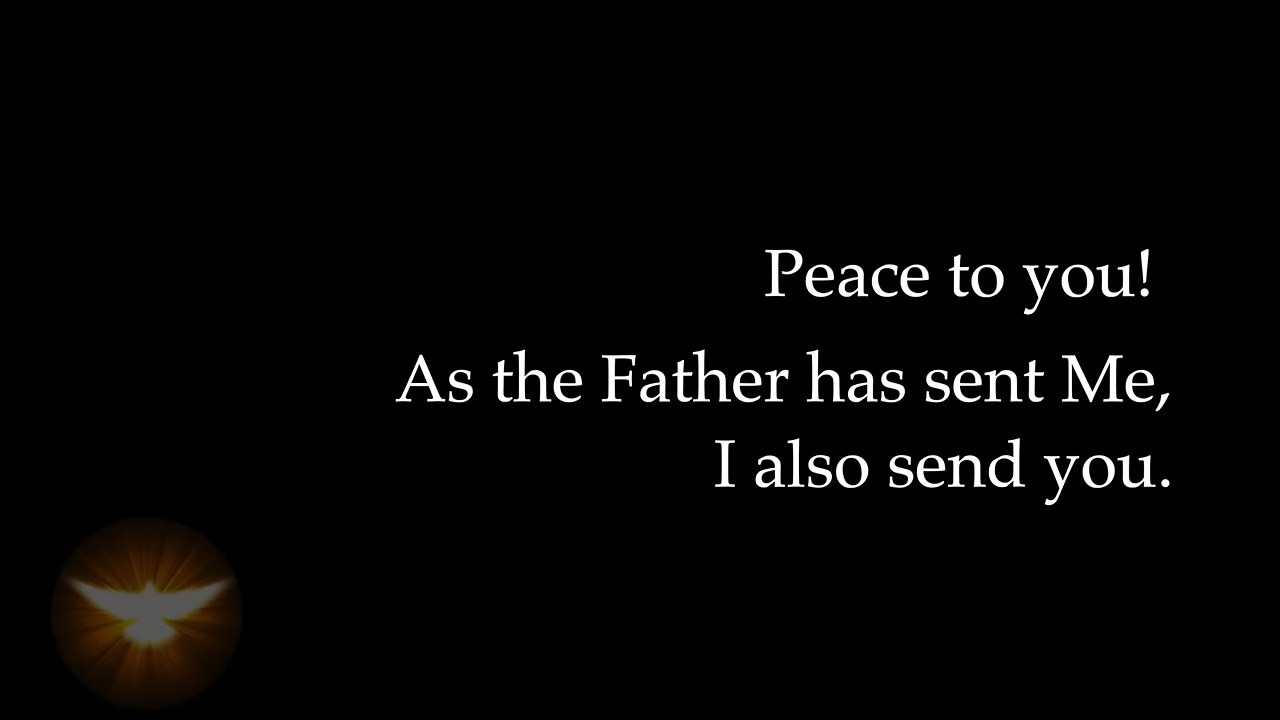 Peace to you!
As the Father has sent Me,
I also send you.